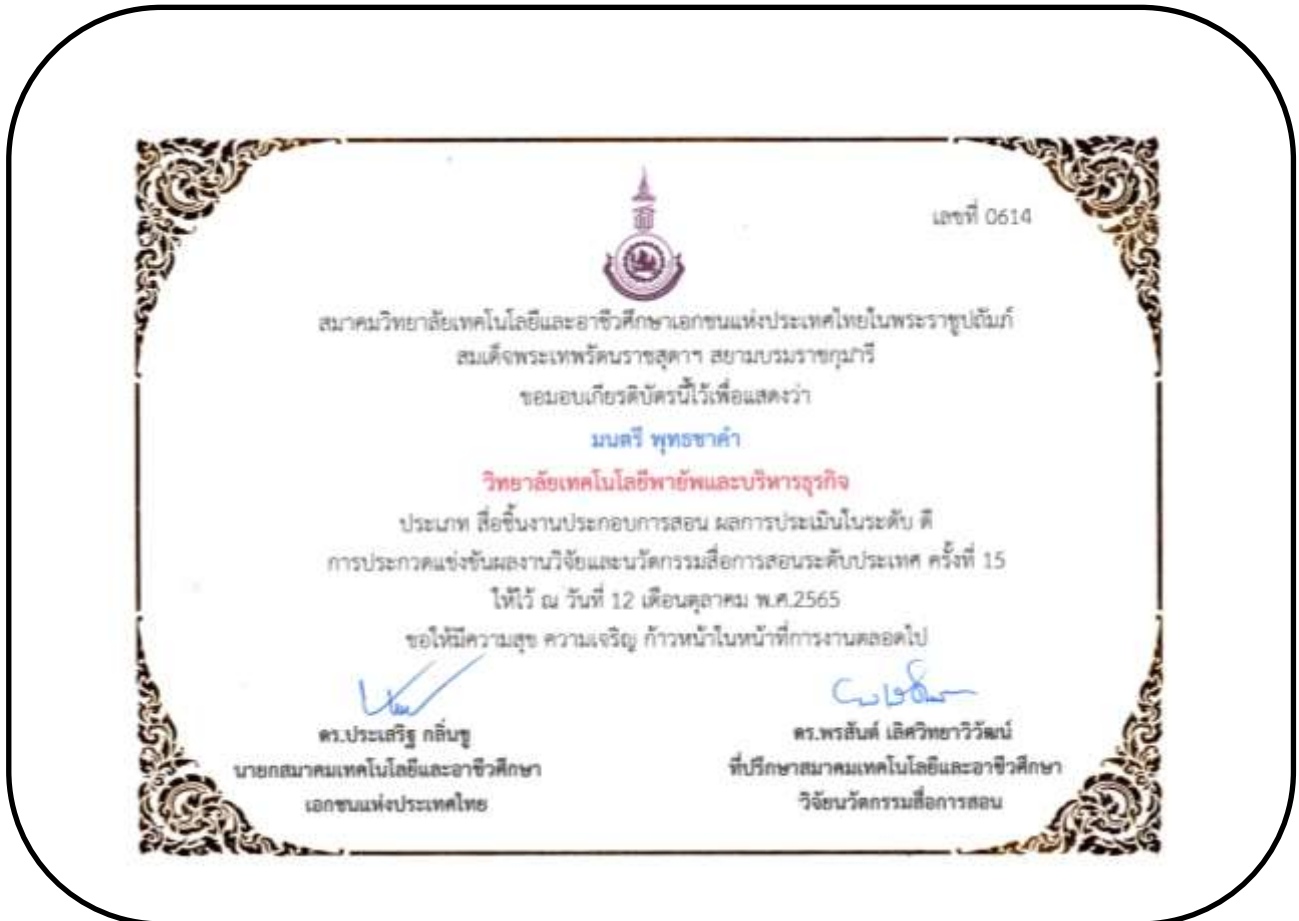 เลขที่ 0614
สมาคมวิทยาลัยเทคโนโลยีและอาชีวศึกษาเอกชนแห่งประเทศไทยในพระราชูปถัมภ์
สมเด็จพระเทพรัตนราชสุดาฯ สยามบรมราชกุมารี
ขอมอบเกียรติบัตรนี้ไว้เพื่อแสดงว่า
มนตรี พุทธชาคำ
วิทยาลัยเทคโนโลยีพายัพและบริหารธุรกิจ
ประเภท สื่อชิ้นงานประกอบการสอน ผลการประเมินในระดับ ดี
การประกวดแข่งขันผลงานวิจัยและนวัตกรรมสื่อการสอนระดับประเทศ ครั้งที่ 15
ให้ไว้ ณ วันที่ 12 เดือนตุลาคม พ.ศ.2565
ขอให้มีความสุข ความเจริญ ก้าวหน้าในหน้าที่การงานตลอดไป
ดร.ประเสริฐ กลิ่นชู
นายกสมาคมเทคโนโลยีและอาชีวศึกษา
เอกชนแห่งประเทศไทย
ดร.พรสันต์ เลิศวิทยาวิวัฒน์
ที่ปรึกษาสมาคมเทคโนโลยีและอาชีวศึกษา
วิจัยนวัตกรรมสื่อการสอน